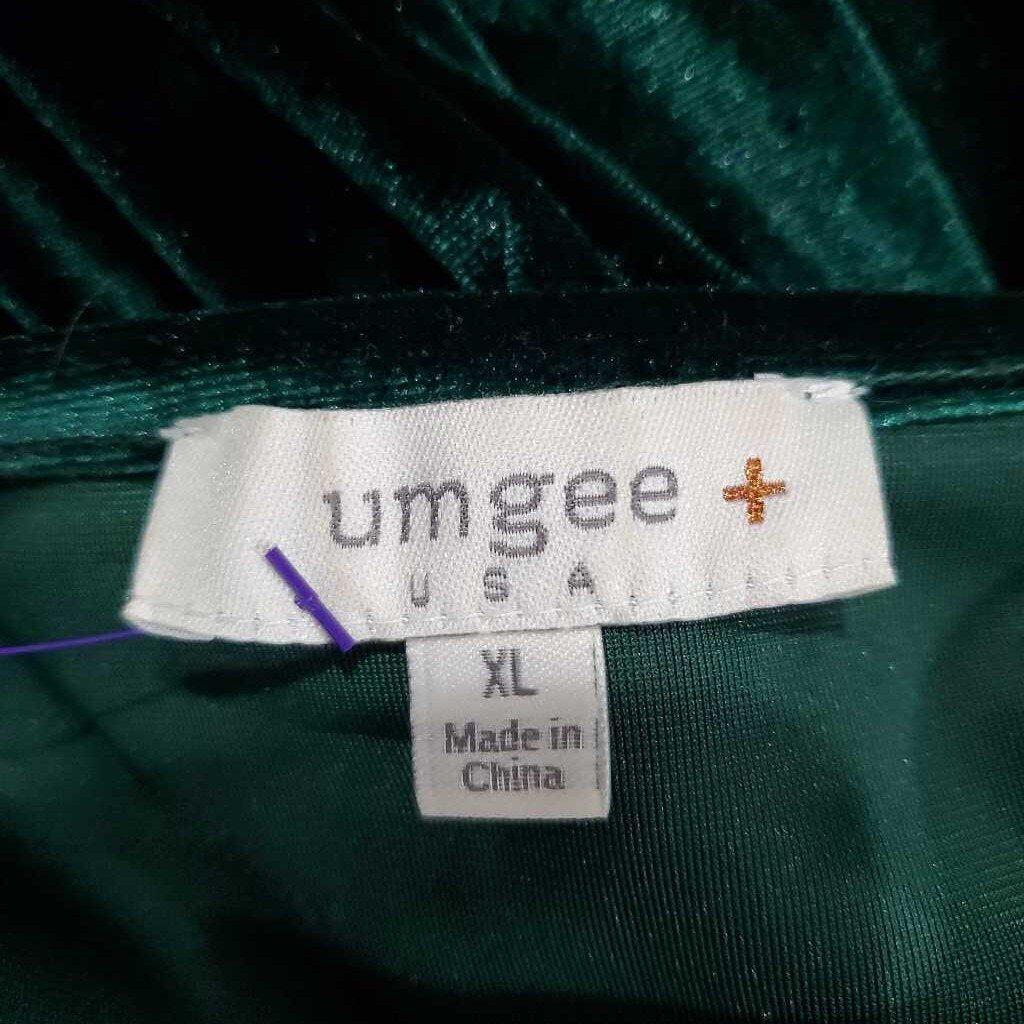 umgee +
USA
XL
Made in
China